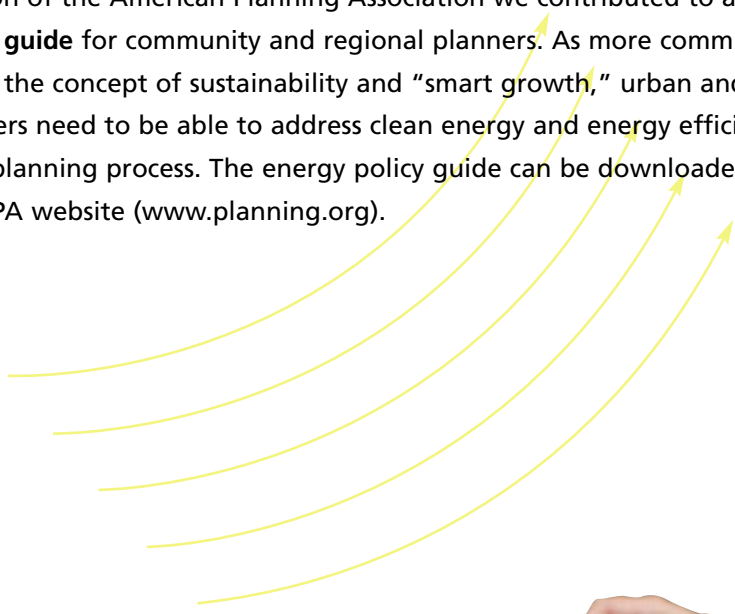 on of the American Planning Association we contributed to a
guide for community and regional planners. As more comm
the concept of sustainability and “smart growth,” urban and
ers need to be able to address clean energy and energy effici
planning process. The energy policy guide can be downloade
PA website (www.planning.org).